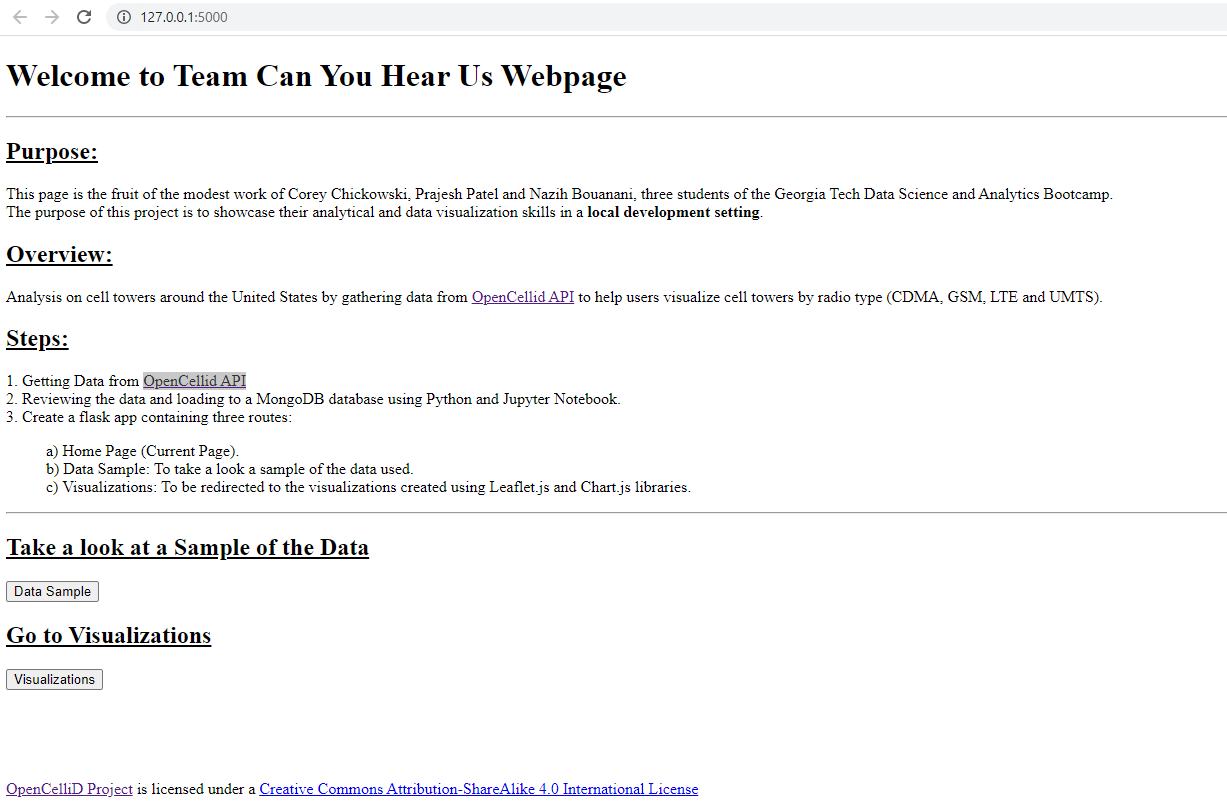 127.0.0.1:5000
Welcome to Team Can You Hear Us Webpage
Purpose:
This page is the fruit of the modest work of Corey Chickowski, Prajesh Patel and Nazih Bouanani, three students of the Georgia Tech Data Science and Analytics Bootcamp.
The purpose of this project is to showcase their analytical and data visualization skills in a local development setting.
Overview:
Analysis on cell towers around the United States by gathering data from OpenCellid API to help users visualize cell towers by radio type (CDMA, GSM, LTE and UMTS).
Steps:
1. Getting Data from OpenCellid API
2. Reviewing the data and loading to a MongoDB database using Python and Jupyter Notebook.
3. Create a flask app containing three routes:
a) Home Page (Current Page).
b) Data Sample: To take a look a sample of the data used.
c) Visualizations: To be redirected to the visualizations created using Leaflet.js and Chart.js libraries.
Take a look at a Sample of the Data
Data Sample
Go to Visualizations
Visualizations
OpenCelliD Project is licensed under a Creative Commons Attribution-ShareAlike 4.0 International License